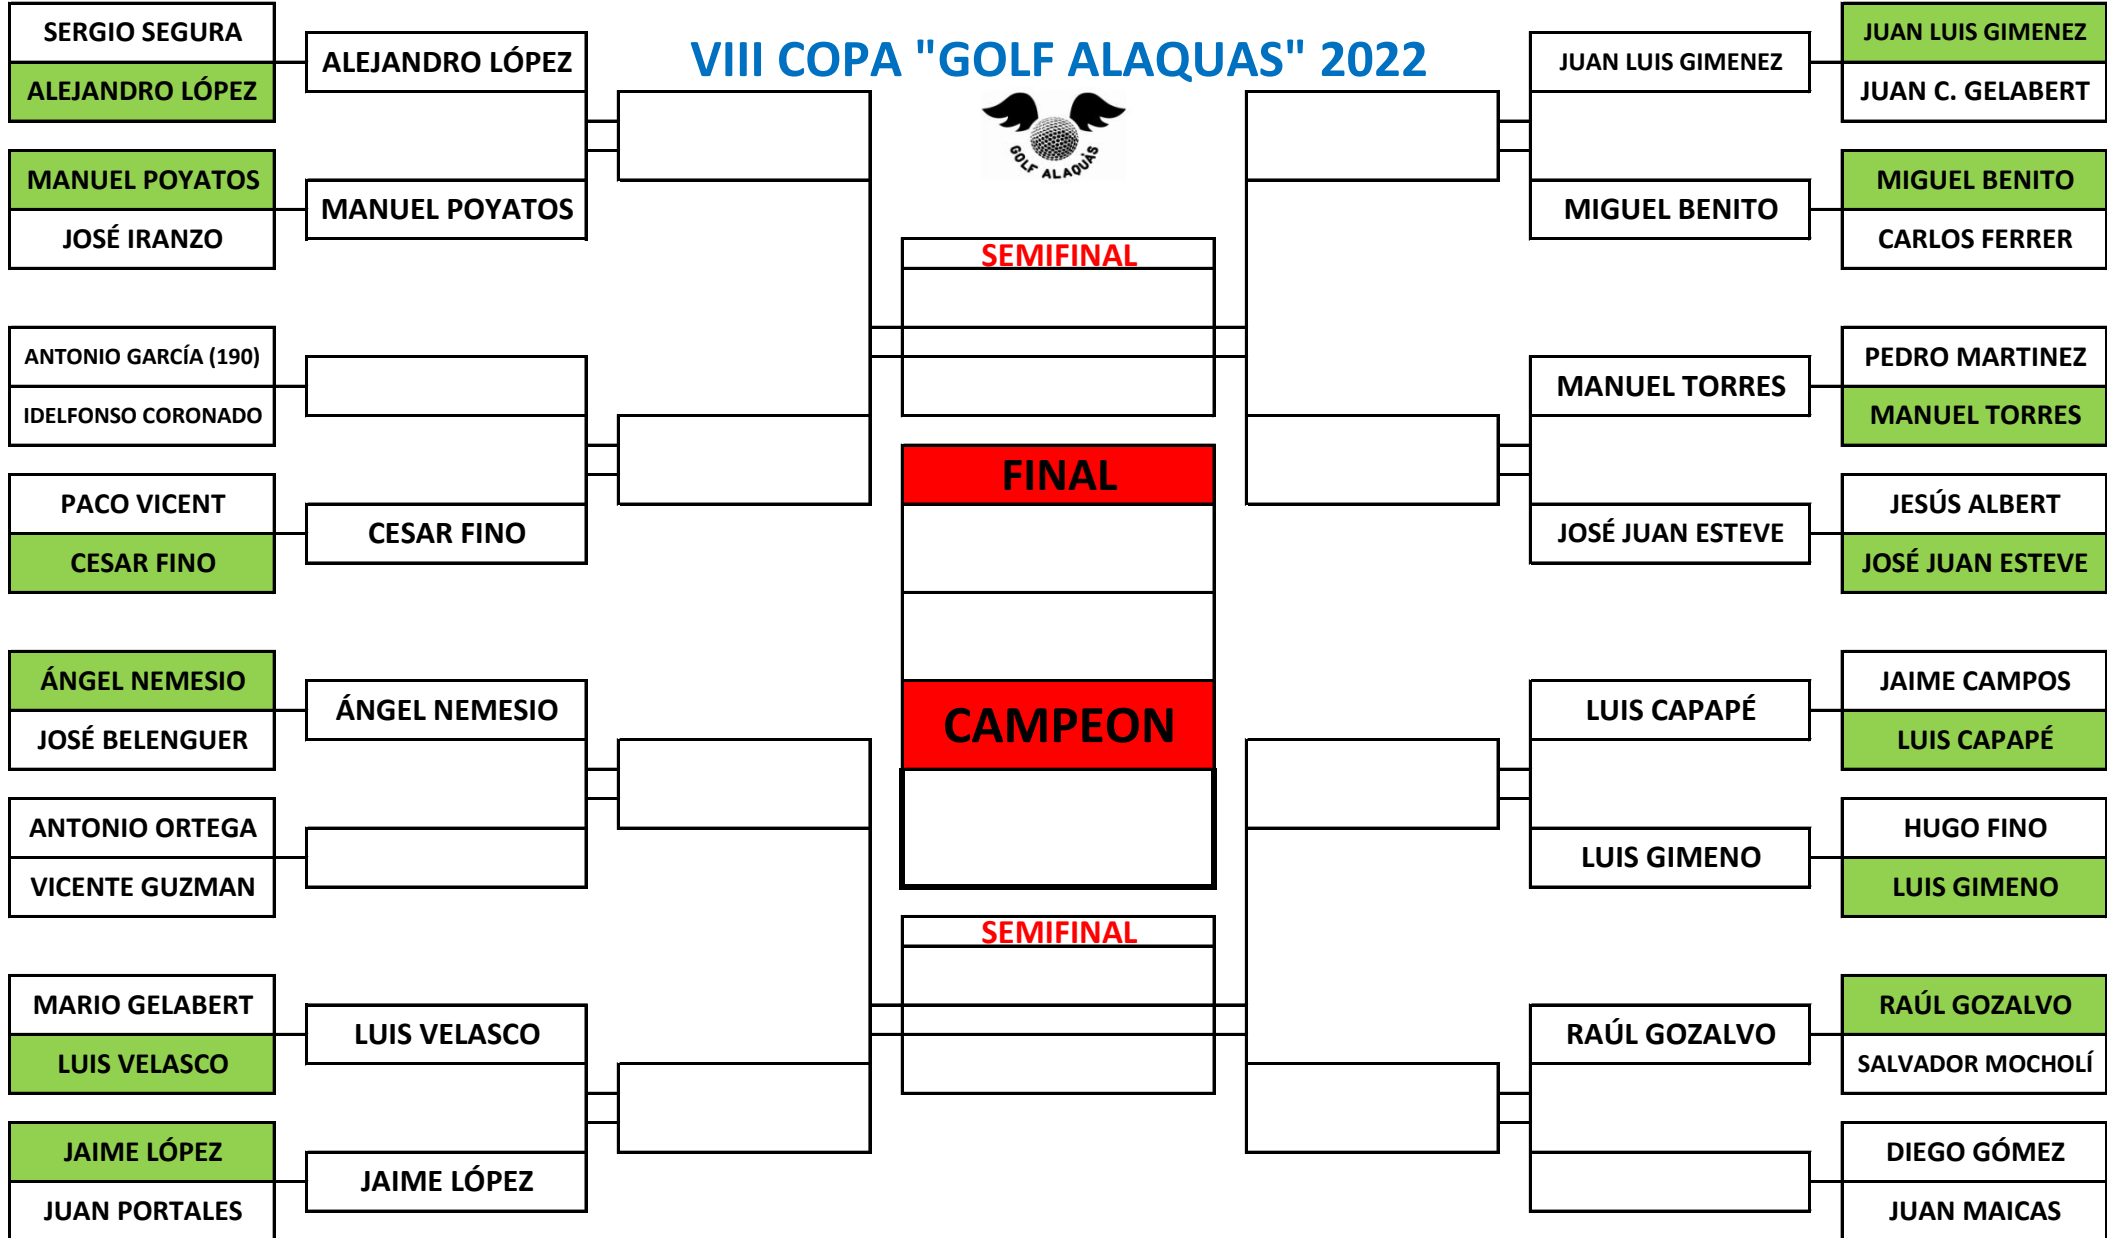 VIII COPA "GOLF ALAQUAS" 2022
GOLF ALAQUÀS
SERGIO SEGURA
ALEJANDRO LÓPEZ
MANUEL POYATOS
JOSÉ IRANZO
ANTONIO GARCÍA (190)
IDELFONSO CORONADO
PACO VICENT
CESAR FINO
ÁNGEL NEMESIO
JOSÉ BELENGUER
ANTONIO ORTEGA
VICENTE GUZMAN
MARIO GELABERT
LUIS VELASCO
JAIME LÓPEZ
JUAN PORTALES
ALEJANDRO LÓPEZ
MANUEL POYATOS
CESAR FINO
ÁNGEL NEMESIO
LUIS VELASCO
JAIME LÓPEZ
SEMIFINAL
FINAL
CAMPEON
SEMIFINAL
JUAN LUIS GIMENEZ
MIGUEL BENITO
MANUEL TORRES
JOSÉ JUAN ESTEVE
LUIS CAPAPÉ
LUIS GIMENO
RAÚL GOZALVO
JUAN LUIS GIMENEZ
JUAN C. GELABERT
MIGUEL BENITO
CARLOS FERRER
PEDRO MARTINEZ
MANUEL TORRES
JESÚS ALBERT
JOSÉ JUAN ESTEVE
JAIME CAMPOS
LUIS CAPAPÉ
HUGO FINO
LUIS GIMENO
RAÚL GOZALVO
SALVADOR MOCHOLÍ
DIEGO GÓMEZ
JUAN MAICAS